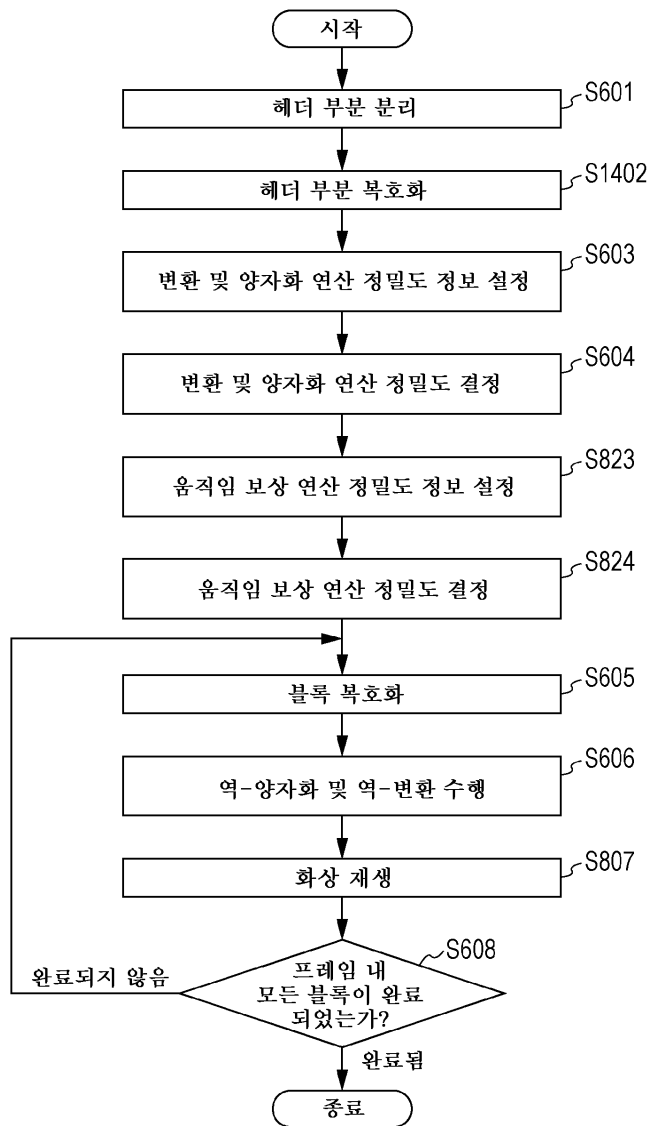 시작
헤더 부분 분리
S601
헤더 부분 복호화
S1402
변환 및 양자화 연산 정밀도 정보 설정
S603
변환 및 양자화 연산 정밀도 결정
S604
움직임 보상 연산 정밀도 정보 설정
S823
움직임 보상 연산 정밀도 결정
S824
블록 복호화
S605
역-양자화 및 역-변환 수행
S606
화상 재생
S807
프레임 내
모든 블록이 완료
되었는가?
S608
완료되지 않음
완료됨
종료